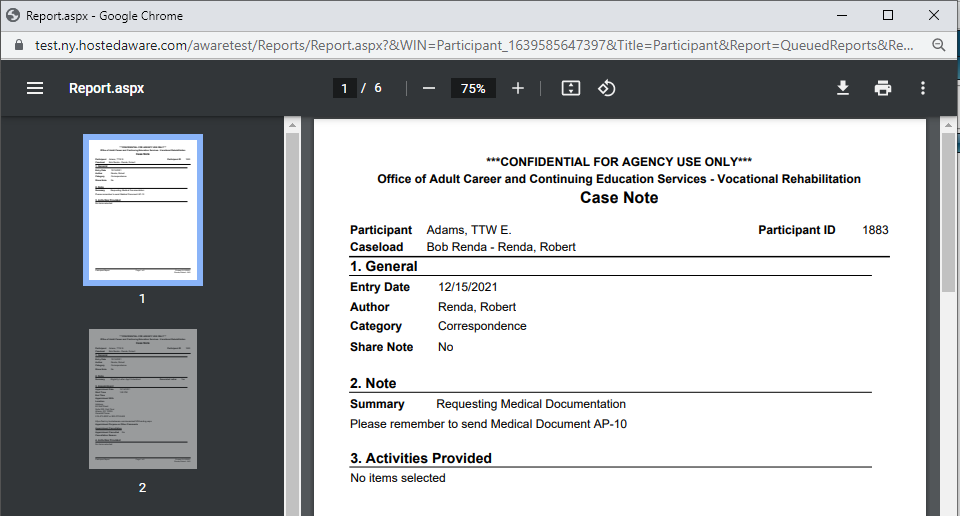 Report.aspx - Google Chrome
test.ny.hostedaware.com/awaretest/Reports/Report.aspx?&WIN=Participant_1639585647397&Title=Participant&Report=QueuedReports&Re...
Report.aspx
1 / 6
75%
1
2
***CONFIDENTIAL FOR AGENCY USE ONLY***
Office of Adult Career and Continuing Education Services - Vocational Rehabilitation
Case Note
Participant Adams, TTW E. Participant ID 1883
Caseload Bob Renda - Renda, Robert
1. General
Entry Date 12/15/2021
Author Renda, Robert
Category Correspondence
Share Note No
2. Note
Summary Requesting Medical Documentation
Please remember to send Medical Document AP-10
3. Activities Provided
No items selected